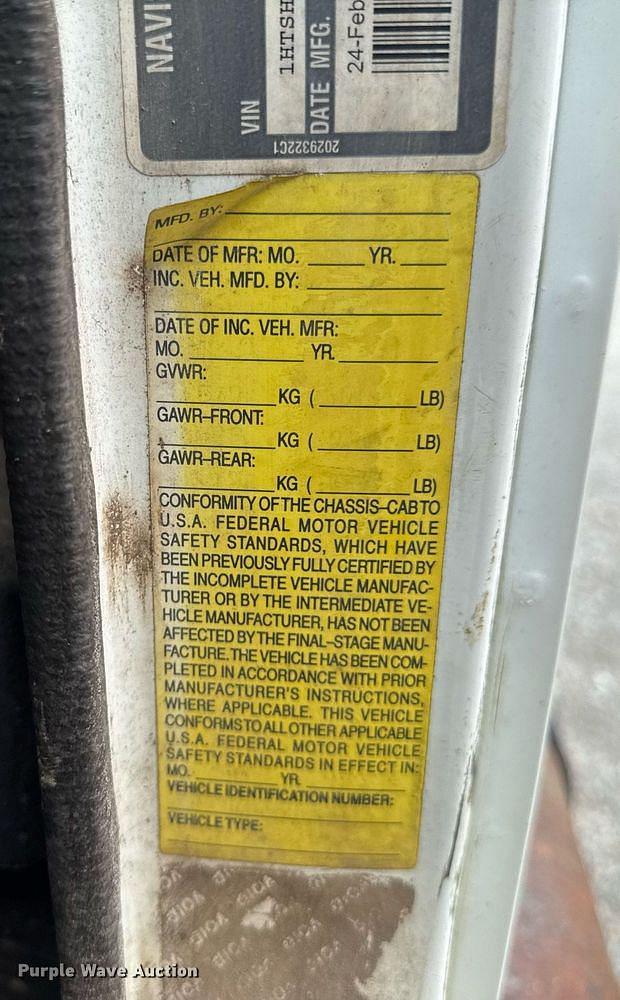 NAVI
VIN
1HTSH
DATE MFG.
24-Feb
2029322C1
MFD. BY:
DATE OF MFR: MO. YR.
INC. VEH. MFD. BY:
DATE OF INC. VEH. MFR:
MO. YR.
GVWR:
KG ( LB)
GAWR-FRONT:
KG ( LB)
GAWR-REAR:
KG ( LB)
CONFORMITY OF THE CHASSIS-CAB TO
U.S.A. FEDERAL MOTOR VEHICLE
SAFETY STANDARDS, WHICH HAVE
BEEN PREVIOUSLY FULLY CERTIFIED BY
THE INCOMPLETE VEHICLE MANUFAC-
TURER OR BY THE INTERMEDIATE VE-
HICLE MANUFACTURER, HAS NOT BEEN
AFFECTED BY THE FINAL-STAGE MANU-
FACTURE. THE VEHICLE HAS BEEN COM-
PLETED IN ACCORDANCE WITH PRIOR
MANUFACTURER'S INSTRUCTIONS,
WHERE APPLICABLE. THIS VEHICLE
CONFORMS TO ALL OTHER APPLICABLE
U.S.A. FEDERAL MOTOR VEHICLE
SAFETY STANDARDS IN EFFECT IN:
MO. YR.
VEHICLE IDENTIFICATION NUMBER:
VEHICLE TYPE:
VOID
VOID
VOID
VOID
Purple Wave Auction